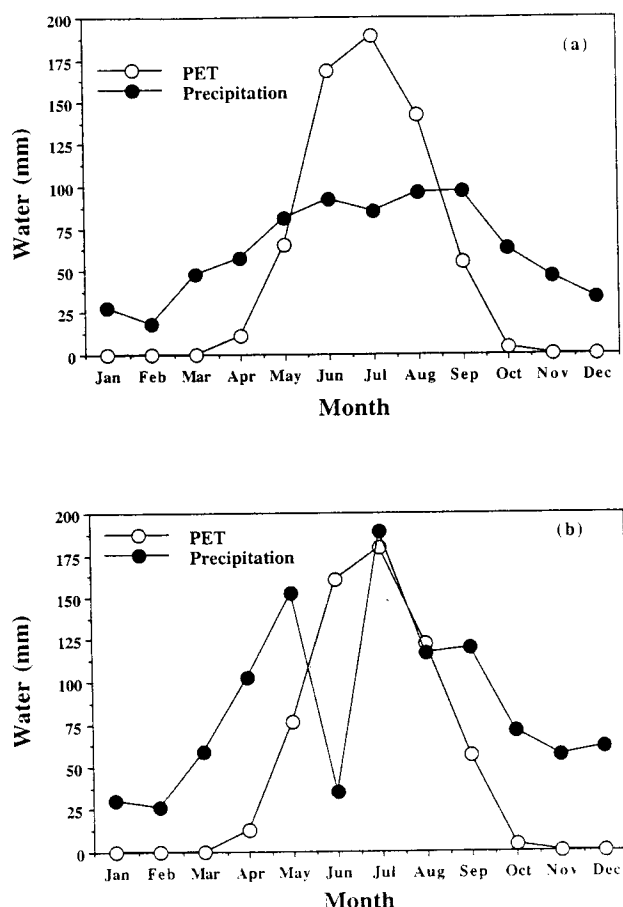 200
(a)
175
PET
Precipitation
150
125
Water (mm)
100
75
50
25
0
Jan Feb Mar Apr May Jun Jul Aug Sep Oct Nov Dec
Month
200
PET
(b)
175
Precipitation
150
125
Water (mm)
100
75
50
25
0
Jan Feb Mar Apr May Jun Jul Aug Sep Oct Nov Dec
Month